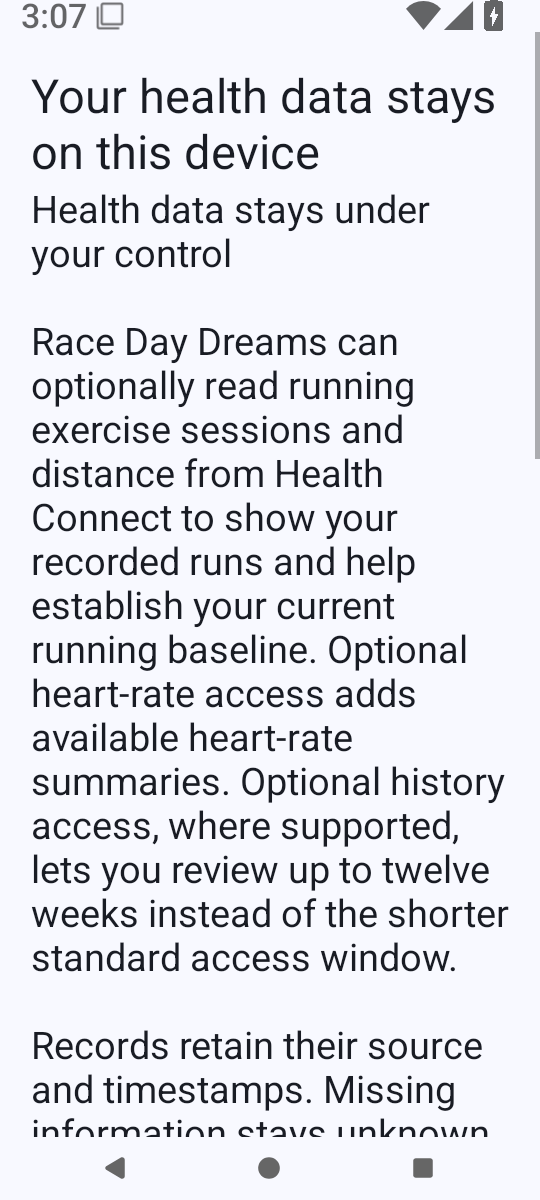 3:07
Your health data stays
on this device
Health data stays under
your control
Race Day Dreams can
optionally read running
exercise sessions and
distance from Health
Connect to show your
recorded runs and help
establish your current
running baseline. Optional
heart-rate access adds
available heart-rate
summaries. Optional history
access, where supported,
lets you review up to twelve
weeks instead of the shorter
standard access window.
Records retain their source
and timestamps. Missing
information stays unknown